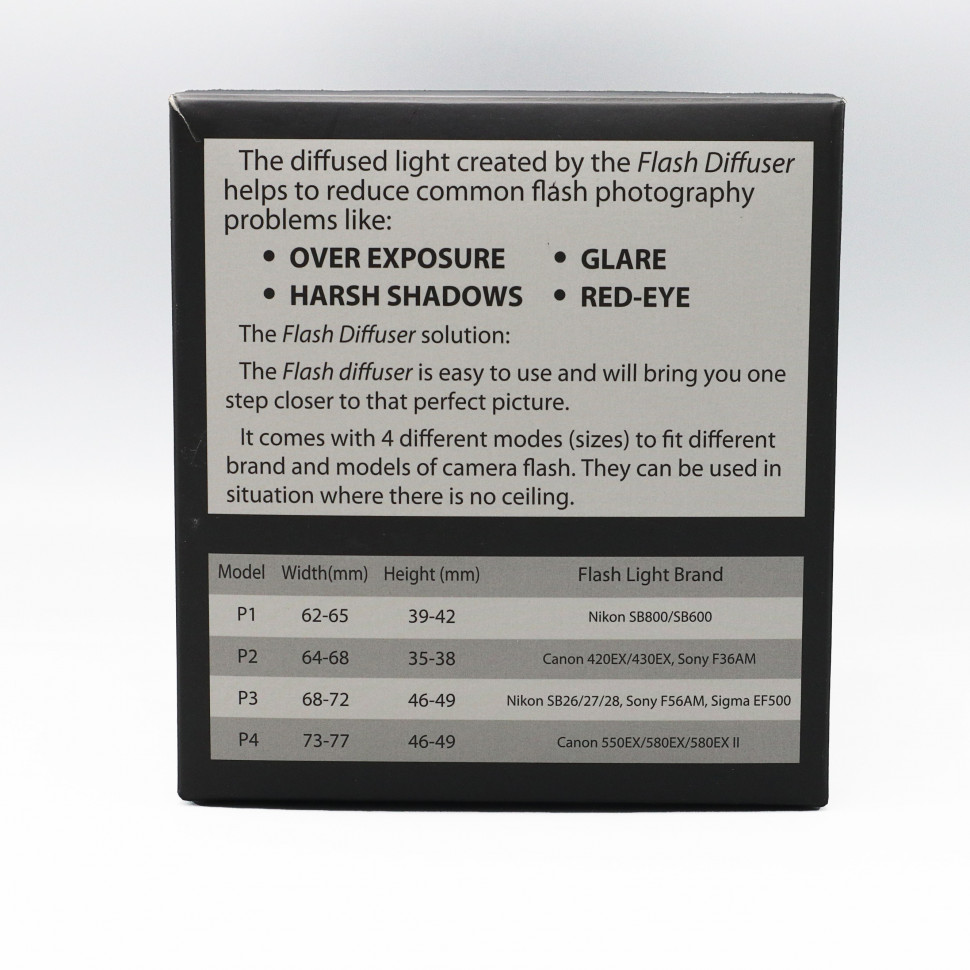 The diffused light created by the Flash Diffuser
helps to reduce common flash photography
problems like:
• OVER EXPOSURE • GLARE
• HARSH SHADOWS • RED-EYE
The Flash Diffuser solution:
The Flash diffuser is easy to use and will bring you one
step closer to that perfect picture.
It comes with 4 different modes (sizes) to fit different
brand and models of camera flash. They can be used in
situation where there is no ceiling.
Model Width(mm) Height (mm) Flash Light Brand
P1 62-65 39-42 Nikon SB800/SB600
P2 64-68 35-38 Canon 420EX/430EX, Sony F36AM
P3 68-72 46-49 Nikon SB26/27/28, Sony F56AM, Sigma EF500
P4 73-77 46-49 Canon 550EX/580EX/580EX II